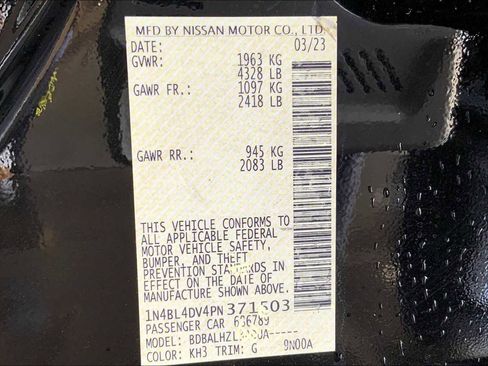 MFD BY NISSAN MOTOR CO., LTD.
DATE: 03/23
GVWR: 1963 KG
4328 LB
GAWR FR.: 1097 KG
2418 LB
GAWR RR.: 945 KG
2083 LB
THIS VEHICLE CONFORMS TO
ALL APPLICABLE FEDERAL
MOTOR VEHICLE SAFETY,
BUMPER, AND THEFT
PREVENTION STANDARDS IN
EFFECT ON THE DATE OF
MANUFACTURE SHOWN ABOVE.
1N4BL4DV4PN371503
PASSENGER CAR
MODEL:
COLOR: KH3 TRIM: G 9N00A